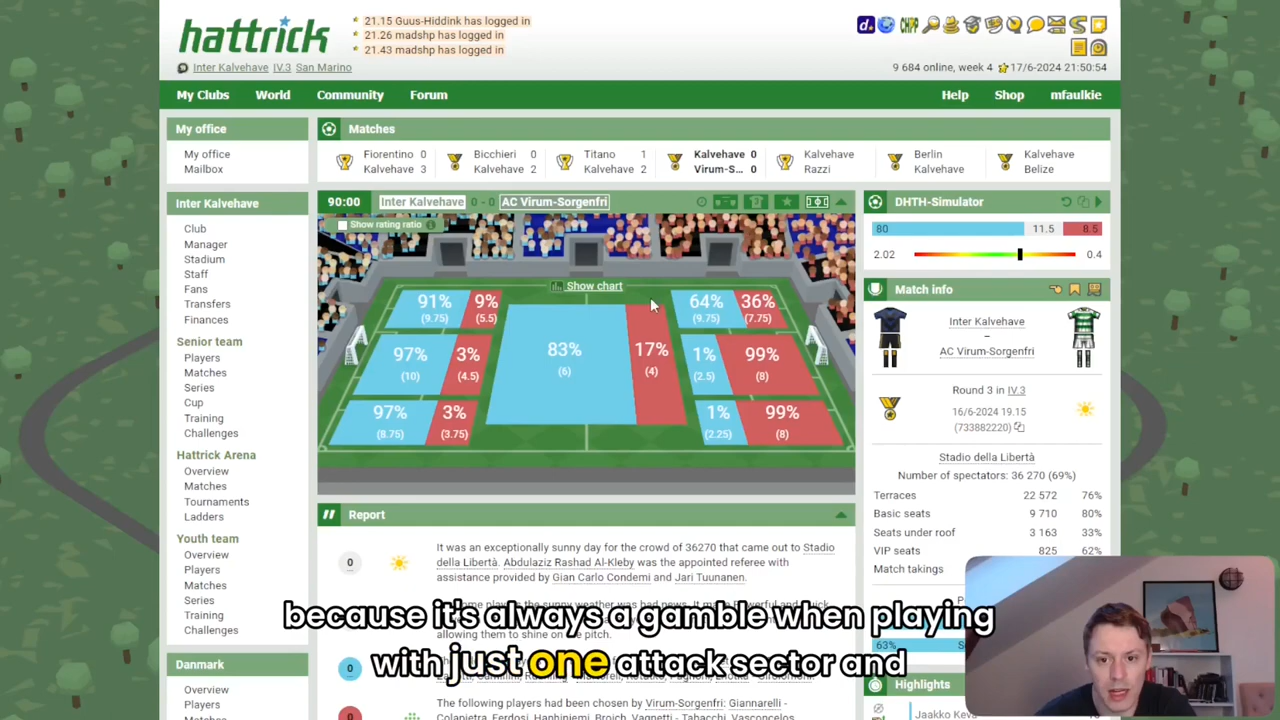 hattrick
21.15 Guus-Hiddink has logged in
21.26 madshp has logged in
21.43 madshp has logged in
CHPP
Inter Kalvehave IV.3 San Marino
9 684 online, week 4 17/6-2024 21:50:54
My Clubs World Community Forum
Help Shop mfaulkie
My office
My office
Mailbox
Inter Kalvehave
Club
Manager
Stadium
Staff
Fans
Transfers
Finances
Senior team
Players
Matches
Series
Cup
Training
Challenges
Hattrick Arena
Overview
Matches
Tournaments
Ladders
Youth team
Overview
Players
Matches
Series
Training
Challenges
Danmark
Overview
Players
Matches
Matches
Fiorentino 0
Kalvehave 3
Bicchieri 0
Kalvehave 2
Titano 1
Kalvehave 2
Kalvehave 0
Virum-S... 0
Kalvehave
Razzi
Berlin
Kalvehave
Kalvehave
Belize
90:00 Inter Kalvehave 0 - 0 AC Virum-Sorgenfri
Show rating ratio
Show chart
91% 9%
(9.75) (5.5)
97% 3%
(10) (4.5)
97% 3%
(8.75) (3.75)
83% 17%
(6) (4)
64% 36%
(9.75) (7.75)
1% 99%
(2.5) (8)
1% 99%
(2.25) (8)
Report
0
It was an exceptionally sunny day for the crowd of 36270 that came out to Stadio
della Libertà. Abdulaziz Rashad Al-Kleby was the appointed referee with
assistance provided by Gian Carlo Condemi and Jari Tuunanen.
allowing them to shine on the pitch.
0
0
The following players had been chosen by Virum-Sorgenfri: Giannarelli -
DHTH-Simulator
80 11.5 8.5
2.02 0.4
Match info
Inter Kalvehave
–
AC Virum-Sorgenfri
Round 3 in IV.3
16/6-2024 19.15
(733882220)
Stadio della Libertà
Number of spectators: 36 270 (69%)
Terraces 22 572 76%
Basic seats 9 710 80%
Seats under roof 3 163 33%
VIP seats 825 62%
Match takings
63%
Highlights
Jaakko Keva
because it's always a gamble when playing
with just one attack sector and